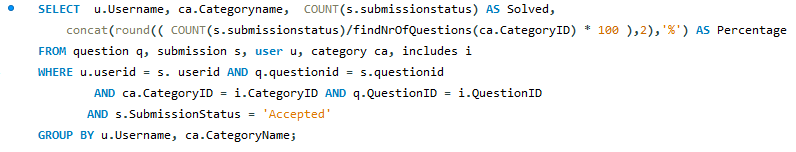 SELECT  u.Username, ca.Categoryname,  COUNT(s.submissionstatus) AS Solved,
concat(round(( COUNT(s.submissionstatus)/findNrOfQuestions(ca.CategoryID) * 100 ),2),'%') AS Percentage
FROM question q, submission s, user u, category ca, includes i
WHERE u.userid = s. userid AND q.questionid = s.questionid
AND ca.CategoryID = i.CategoryID AND q.QuestionID = i.QuestionID
AND s.SubmissionStatus = 'Accepted'
GROUP BY u.Username, ca.CategoryName;